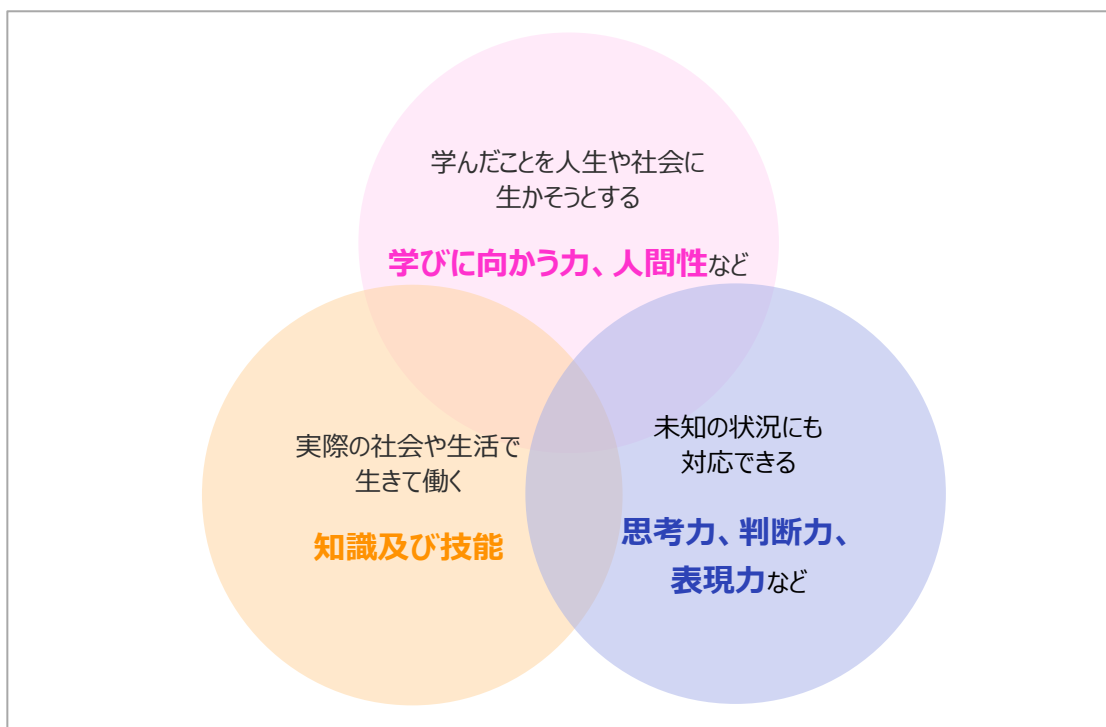 学んだことを人生や社会に
生かそうとする
学びに向かう力、人間性など
実際の社会や生活で
生きて働く
知識及び技能
未知の状況にも
対応できる
思考力、判断力、
表現力など